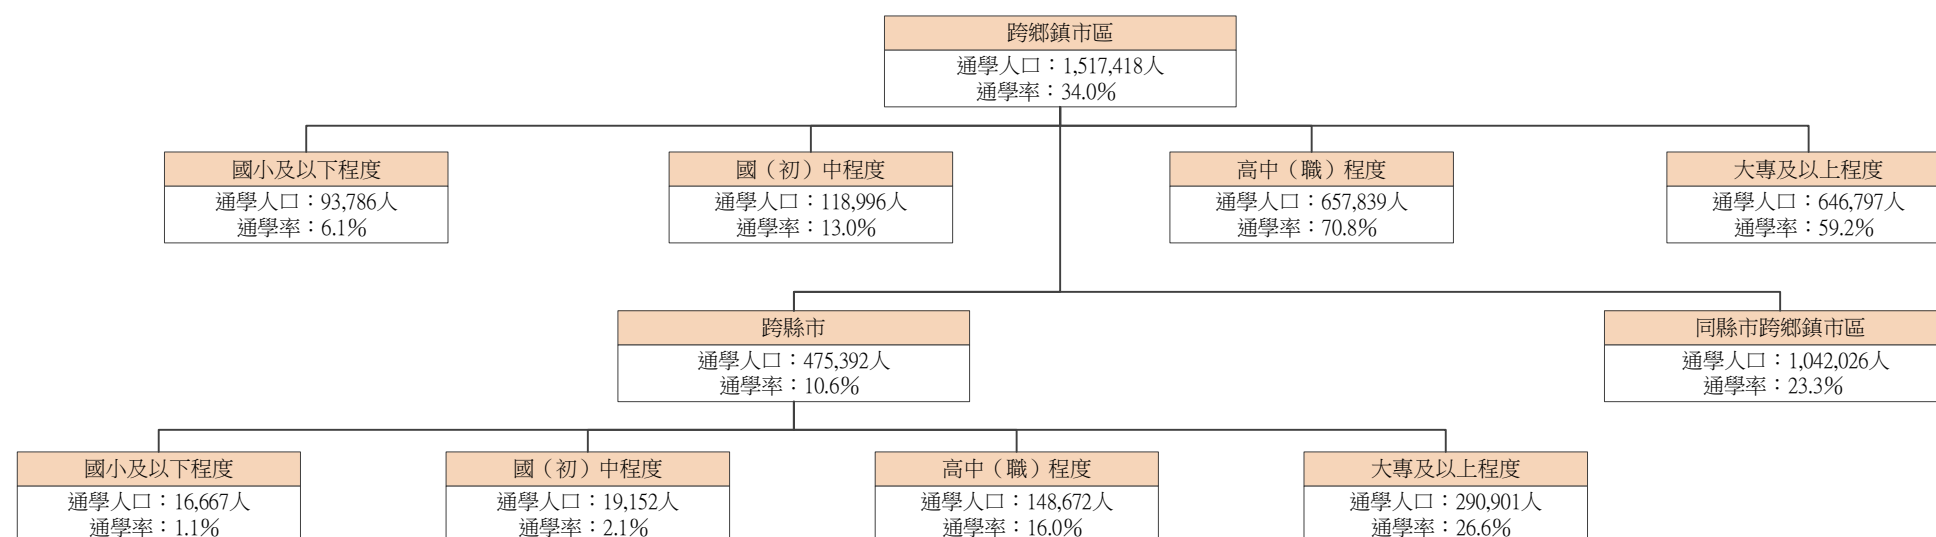 跨鄉鎮市區
通學人口：1,517,418人
通學率：34.0%
國小及以下程度
通學人口：93,786人
通學率：6.1%
國（初）中程度
通學人口：118,996人
通學率：13.0%
高中（職）程度
通學人口：657,839人
通學率：70.8%
大專及以上程度
通學人口：646,797人
通學率：59.2%
跨縣市
通學人口：475,392人
通學率：10.6%
同縣市跨鄉鎮市區
通學人口：1,042,026人
通學率：23.3%
國小及以下程度
通學人口：16,667人
通學率：1.1%
國（初）中程度
通學人口：19,152人
通學率：2.1%
高中（職）程度
通學人口：148,672人
通學率：16.0%
大專及以上程度
通學人口：290,901人
通學率：26.6%